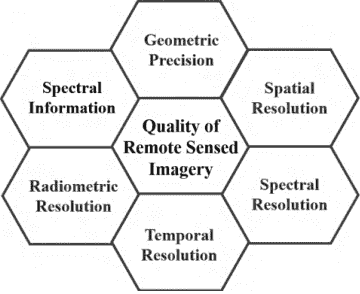 Geometric
Precision
Spectral
Information
Spatial
Resolution
Quality of
Remote Sensed
Imagery
Radiometric
Resolution
Spectral
Resolution
Temporal
Resolution